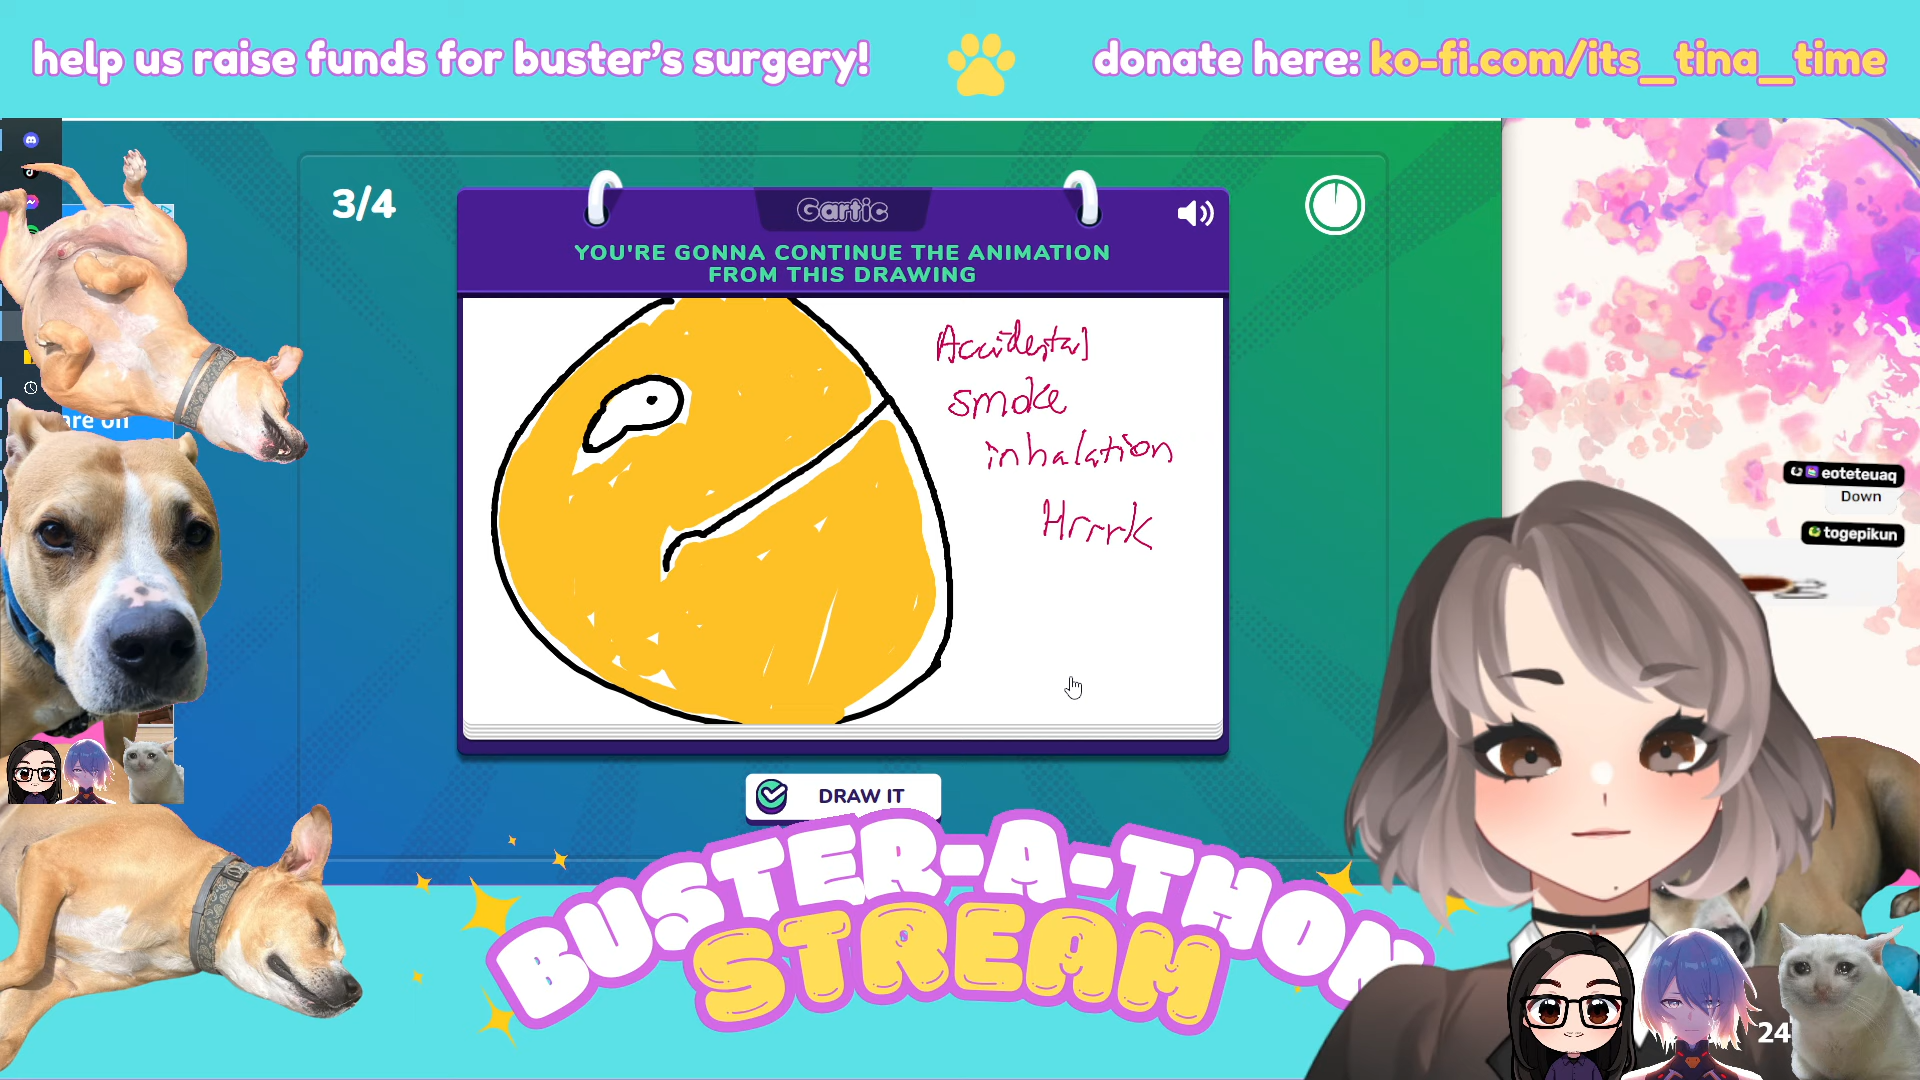 help us raise funds for buster's surgery!
donate here: ko-fi.com/its_tina_time
3/4
Gartic
YOU'RE GONNA CONTINUE THE ANIMATION
FROM THIS DRAWING
Accidental
smoke
inhalation
Hrrrk
are on
eoteteuaq
Down
togepikun
DRAW IT
BUSTER-A-THON
STREAM
24